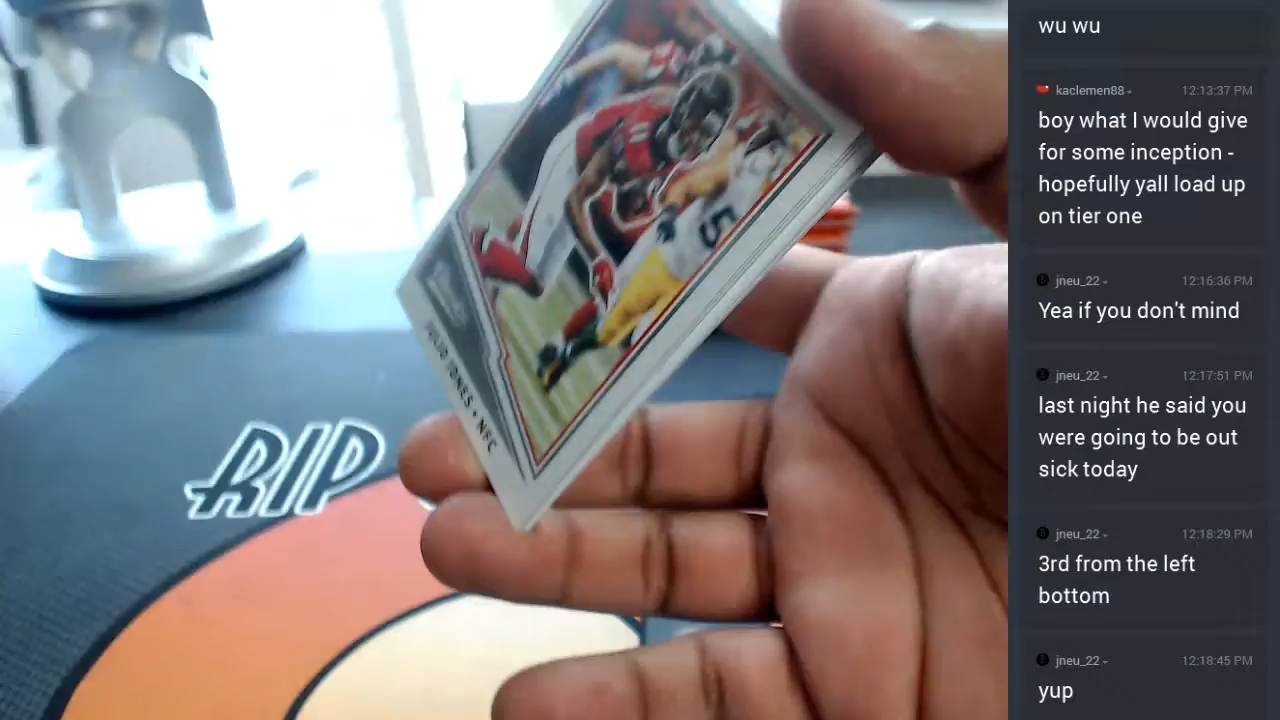 RIP
JULIO JONES • NFC
5
wu wu
kaclemen88
12:13:37 PM
boy what I would give
for some inception -
hopefully yall load up
on tier one
jneu_22
12:16:36 PM
Yea if you don't mind
jneu_22
12:17:51 PM
last night he said you
were going to be out
sick today
jneu_22
12:18:29 PM
3rd from the left
bottom
jneu_22
12:18:45 PM
yup